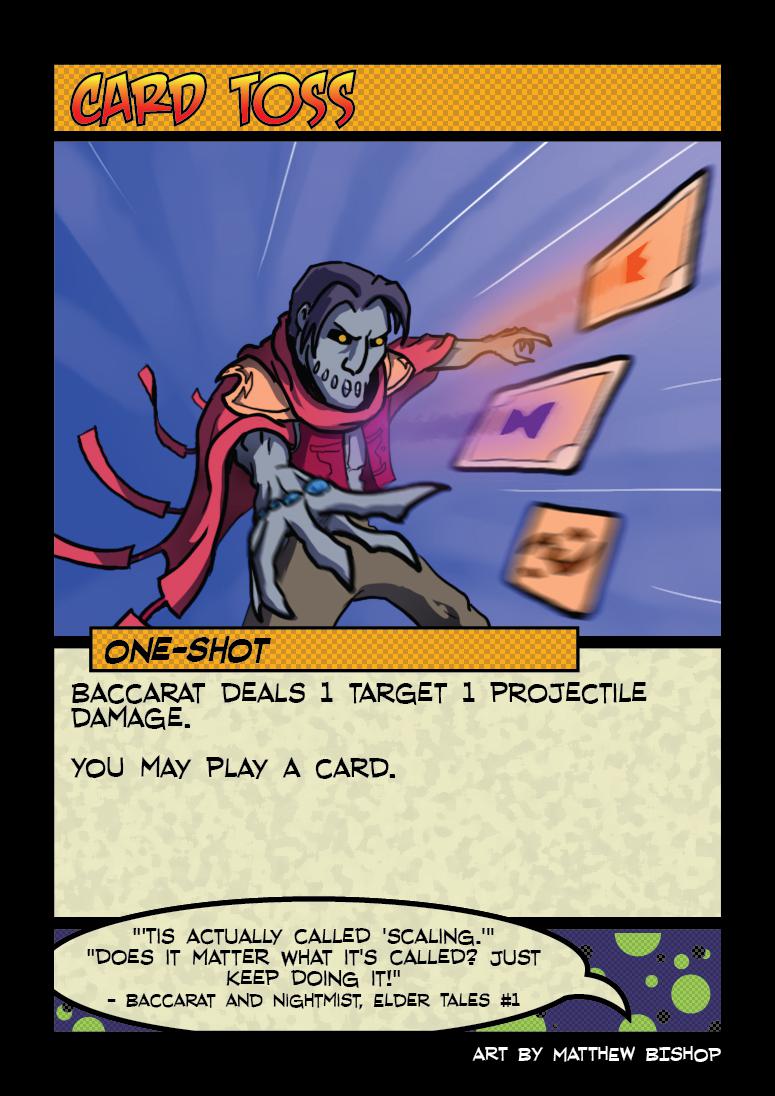 CARD TOSS
ONE-SHOT
BACCARAT DEALS 1 TARGET 1 PROJECTILE
DAMAGE.
YOU MAY PLAY A CARD.
"'TIS ACTUALLY CALLED 'SCALING.'"
"DOES IT MATTER WHAT IT'S CALLED? JUST
KEEP DOING IT!"
- BACCARAT AND NIGHTMIST, ELDER TALES #1
ART BY MATTHEW BISHOP